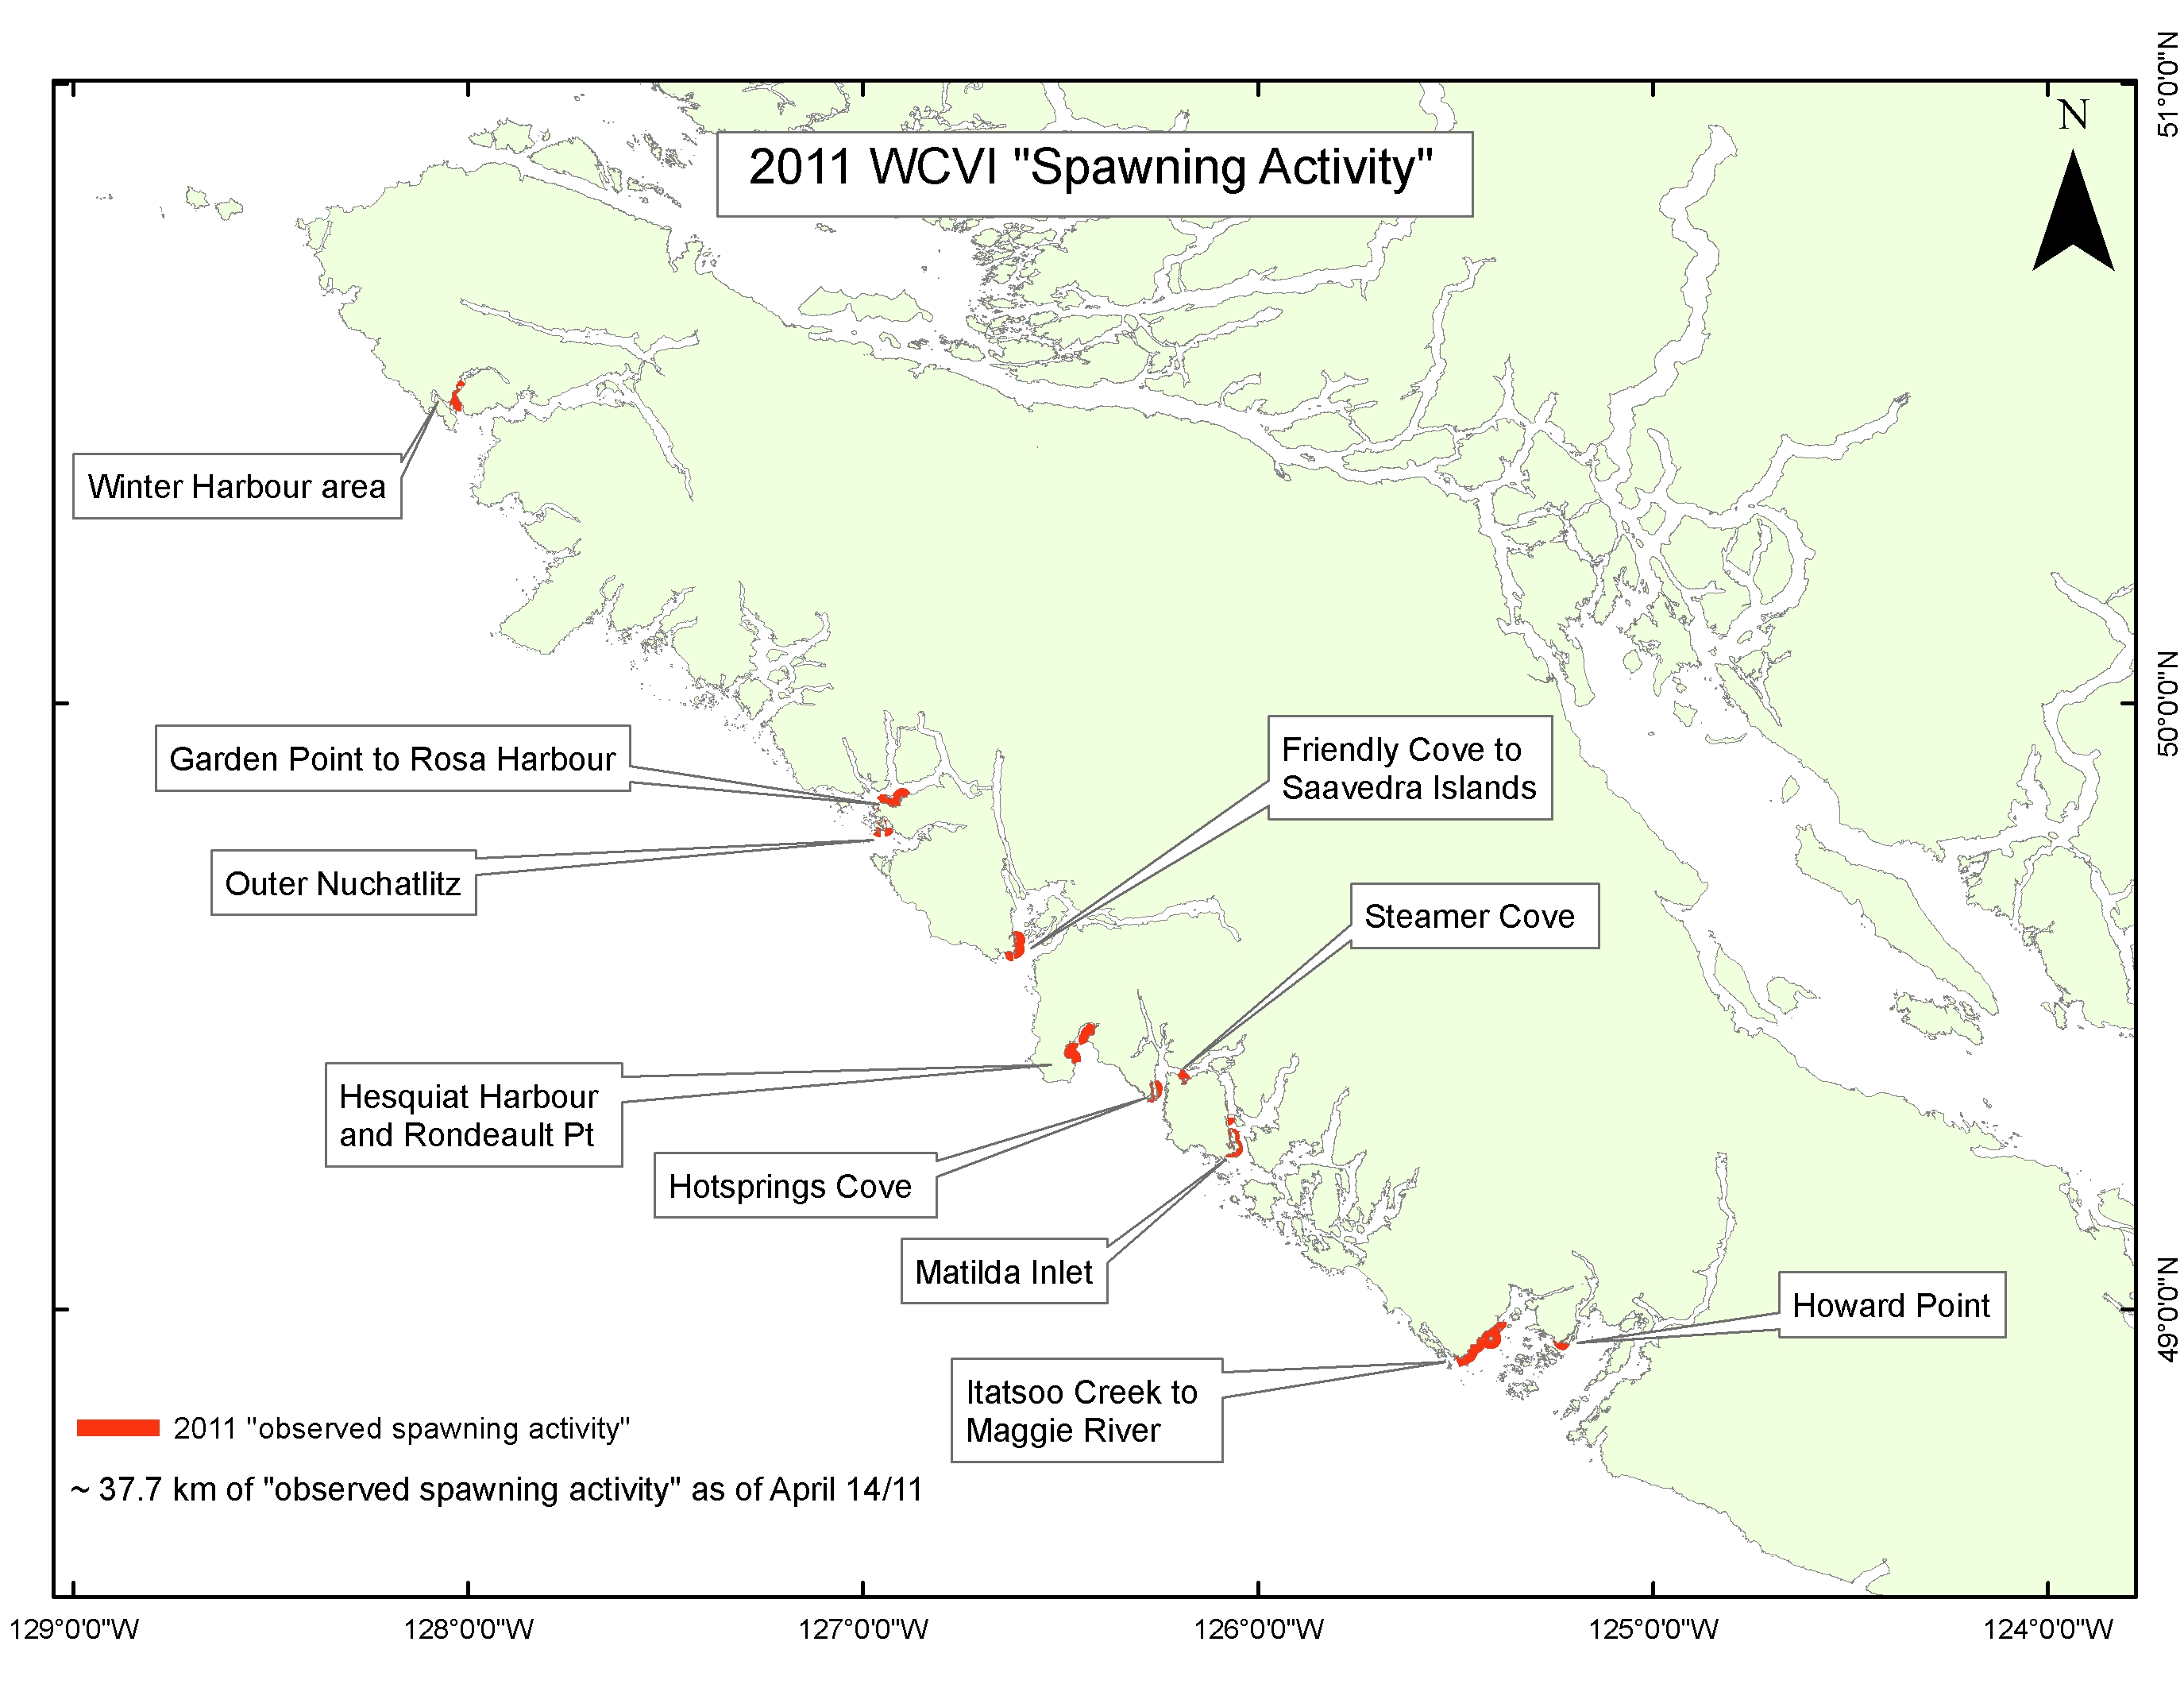 51°0'0"N
N
2011 WCVI "Spawning Activity"
Winter Harbour area
50°0'0"N
Garden Point to Rosa Harbour
Friendly Cove to
Saavedra Islands
Outer Nuchatlitz
Steamer Cove
Hesquiat Harbour
and Rondeault Pt
Hotsprings Cove
Matilda Inlet
Howard Point
49°0'0"N
Itatsoo Creek to
Maggie River
2011 "observed spawning activity"
~ 37.7 km of "observed spawning activity" as of April 14/11
129°0'0"W 128°0'0"W 127°0'0"W 126°0'0"W 125°0'0"W 124°0'0"W